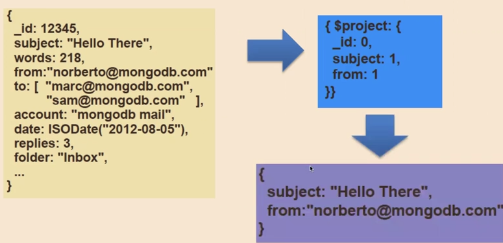 {
_id: 12345,
subject: "Hello There",
words: 218,
from:"norberto@mongodb.com"
to: [ "marc@mongodb.com",
"sam@mongodb.com" ],
account: "mongodb mail",
date: ISODate("2012-08-05"),
replies: 3,
folder: "Inbox",
...
}
{ $project: {
_id: 0,
subject: 1,
from: 1
}}
{
subject: "Hello There",
from:"norberto@mongodb.com"
}